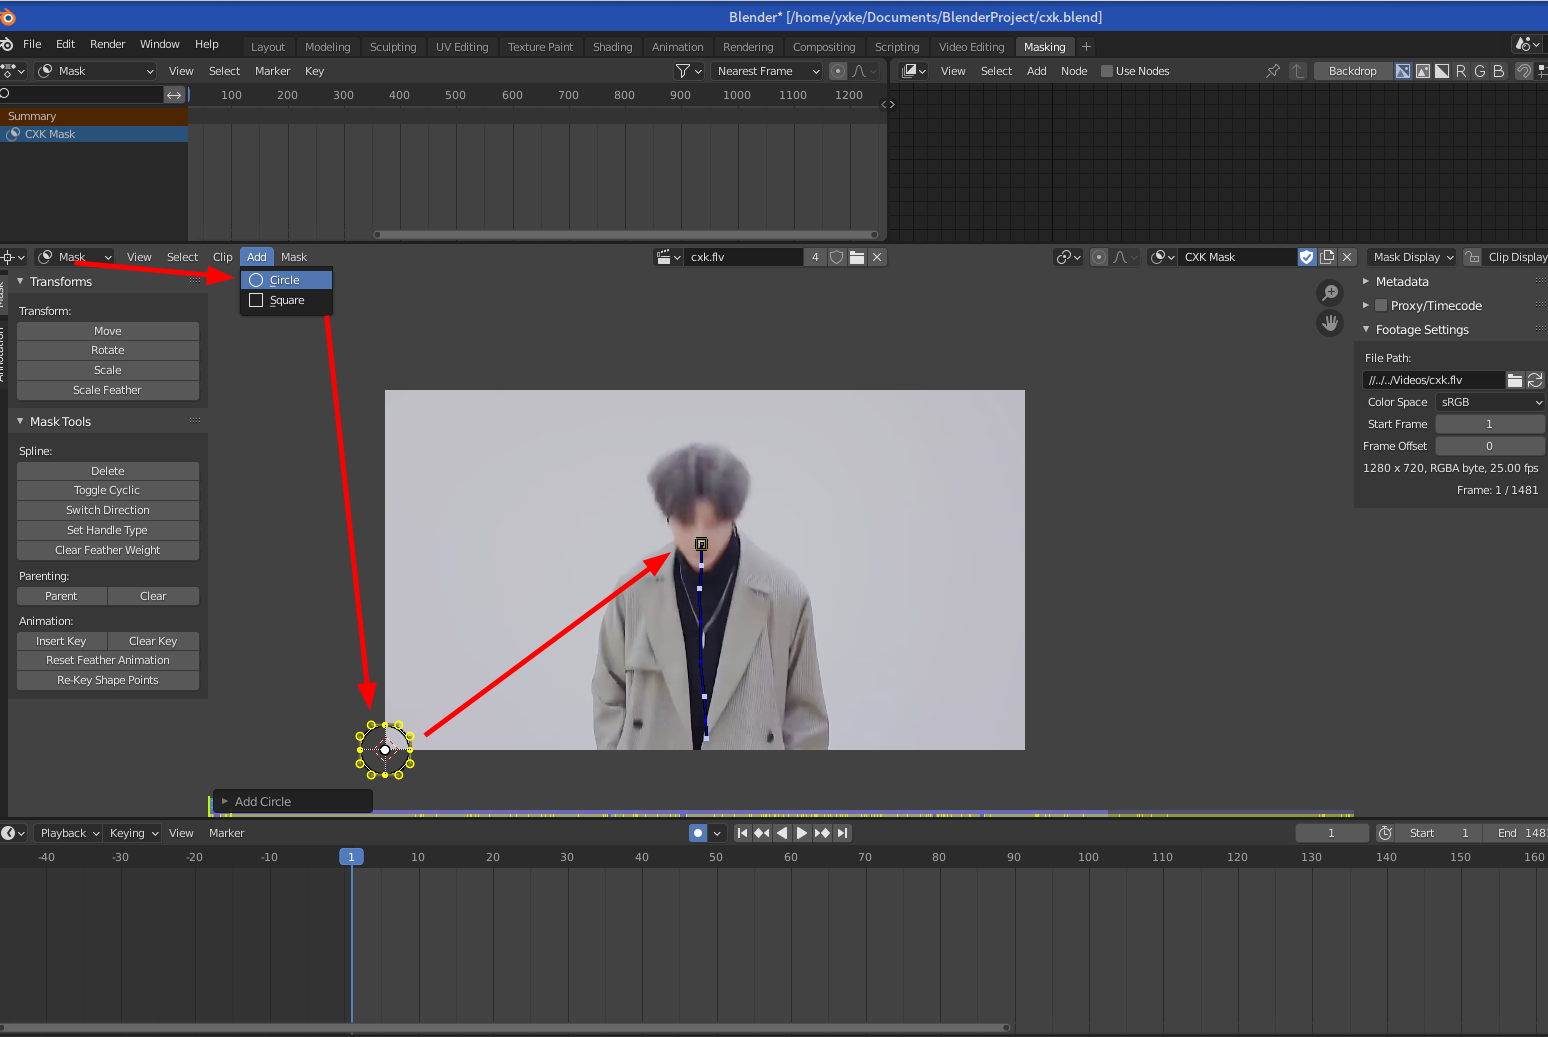 Blender* [/home/yxke/Documents/BlenderProject/cxk.blend]
File Edit Render Window Help Layout Modeling Sculpting UV Editing Texture Paint Shading Animation Rendering Compositing Scripting Video Editing Masking +
Mask View Select Marker Key Nearest Frame View Select Add Node Use Nodes Backdrop R G B
100 200 300 400 500 600 700 800 900 1000 1100 1200
Summary
CXK Mask
Mask View Select Clip Add Mask cxk.flv 4 CXK Mask Mask Display Clip Display
Circle
Square
Transforms
Transform:
Move
Rotate
Scale
Scale Feather
Mask Tools
Spline:
Delete
Toggle Cyclic
Switch Direction
Set Handle Type
Clear Feather Weight
Parenting:
Parent Clear
Animation:
Insert Key Clear Key
Reset Feather Animation
Re-Key Shape Points
Metadata
Proxy/Timecode
Footage Settings
File Path:
//../../Videos/cxk.flv
Color Space sRGB
Start Frame 1
Frame Offset 0
1280 x 720, RGBA byte, 25.00 fps
Frame: 1 / 1481
Add Circle
Playback Keying View Marker 1 Start 1 End 148
-40 -30 -20 -10 1 10 20 30 40 50 60 70 80 90 100 110 120 130 140 150 160